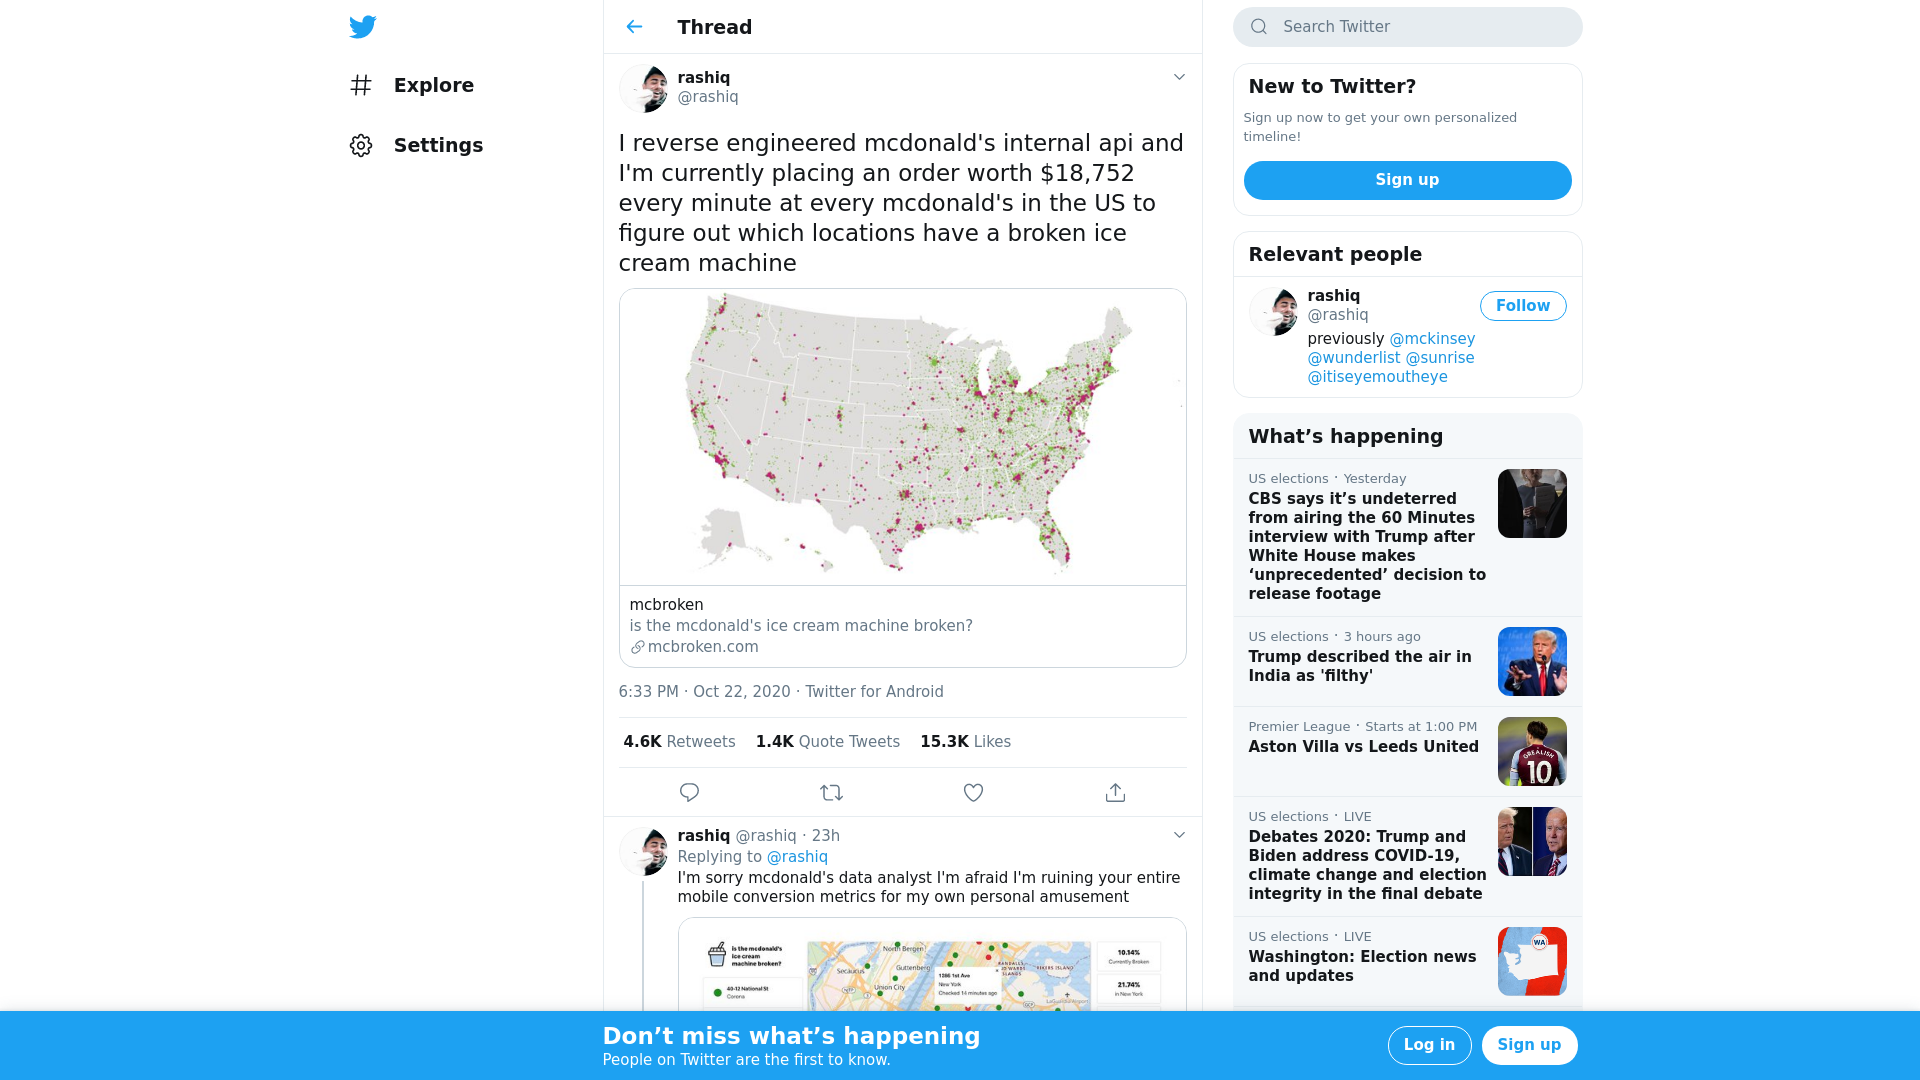 Explore
Settings
Thread
rashiq
@rashiq
I reverse engineered mcdonald's internal api and
I'm currently placing an order worth $18,752
every minute at every mcdonald's in the US to
figure out which locations have a broken ice
cream machine
mcbroken
is the mcdonald's ice cream machine broken?
mcbroken.com
6:33 PM · Oct 22, 2020 · Twitter for Android
4.6K Retweets 1.4K Quote Tweets 15.3K Likes
rashiq @rashiq · 23h
Replying to @rashiq
I'm sorry mcdonald's data analyst I'm afraid I'm ruining your entire
mobile conversion metrics for my own personal amusement
is the mcdonald's
ice cream
machine broken?
40-12 National St
Corona
North Bergen
Secaucus
Guttenberg
Union City
1286 1st Ave
New York
Checked 14 minutes ago
RANDALLS
AND WARDS
ISLANDS
RIKERS ISLAND
LaGuardia Airport
10.14%
Currently Broken
21.74%
in New York
Search Twitter
New to Twitter?
Sign up now to get your own personalized
timeline!
Sign up
Relevant people
rashiq
@rashiq
Follow
previously @mckinsey
@wunderlist @sunrise
@itiseyemoutheye
What’s happening
US elections · Yesterday
CBS says it’s undeterred
from airing the 60 Minutes
interview with Trump after
White House makes
‘unprecedented’ decision to
release footage
US elections · 3 hours ago
Trump described the air in
India as 'filthy'
Premier League · Starts at 1:00 PM
Aston Villa vs Leeds United
GREALISH
10
US elections · LIVE
Debates 2020: Trump and
Biden address COVID-19,
climate change and election
integrity in the final debate
US elections · LIVE
Washington: Election news
and updates
WA
Don’t miss what’s happening
People on Twitter are the first to know.
Log in
Sign up